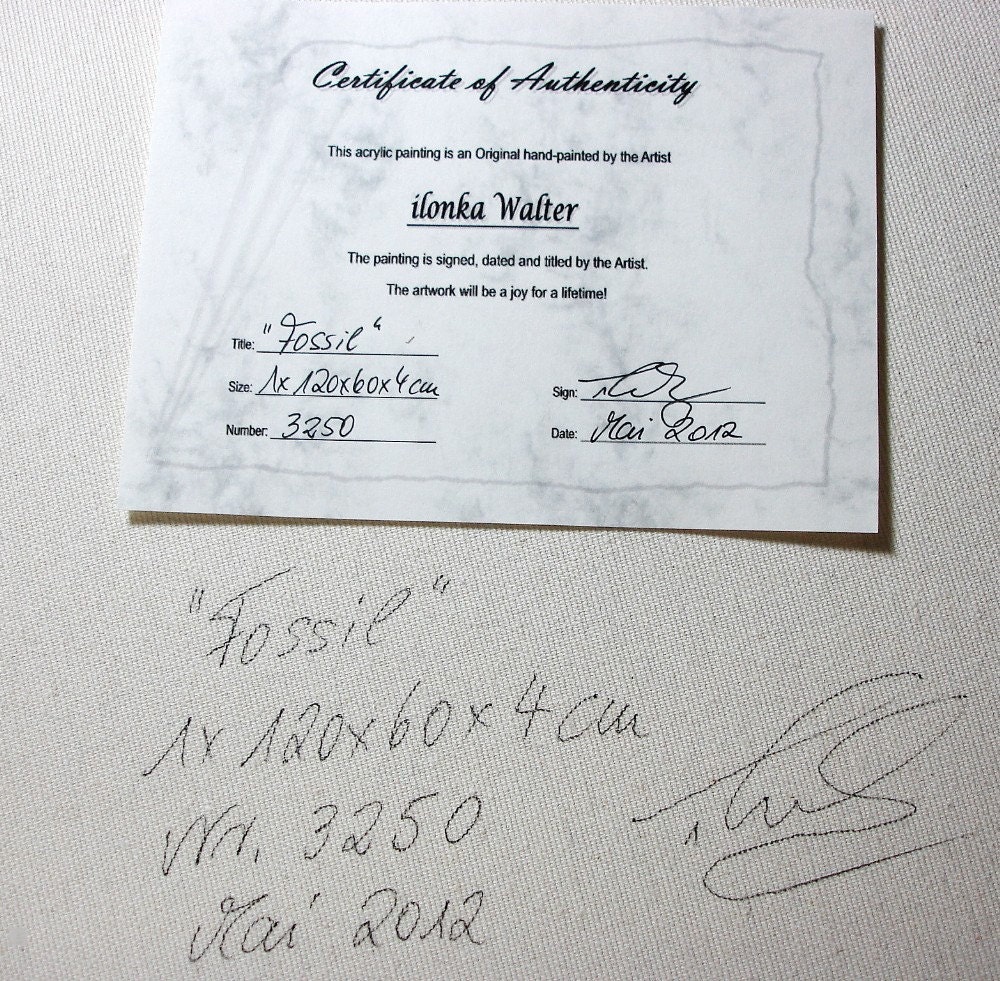 Certificate of Authenticity
This acrylic painting is an Original hand-painted by the Artist
ilonka Walter
The painting is signed, dated and titled by the Artist.
The artwork will be a joy for a lifetime!
Title: "Fossil"
Size: 1x 120x60x4cm
Number: 3250
Sign:
Date: Mai 2012
"Fossil"
1x 120x60x4cm
Nr. 3250
Mai 2012